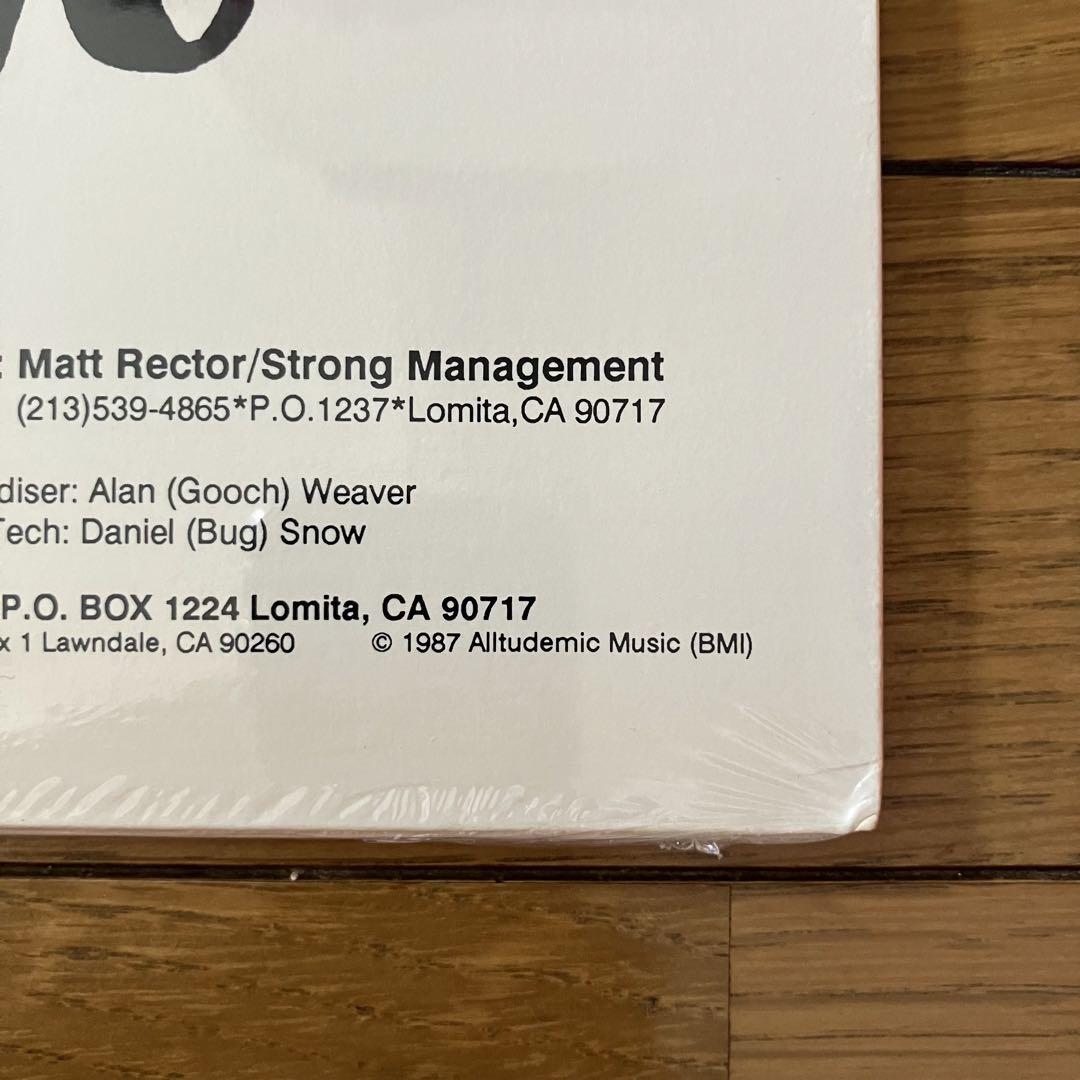 : Matt Rector/Strong Management
(213)539-4865*P.O.1237*Lomita,CA 90717
diser: Alan (Gooch) Weaver
Tech: Daniel (Bug) Snow
P.O. BOX 1224 Lomita, CA 90717
x 1 Lawndale, CA 90260 © 1987 Alltudemic Music (BMI)